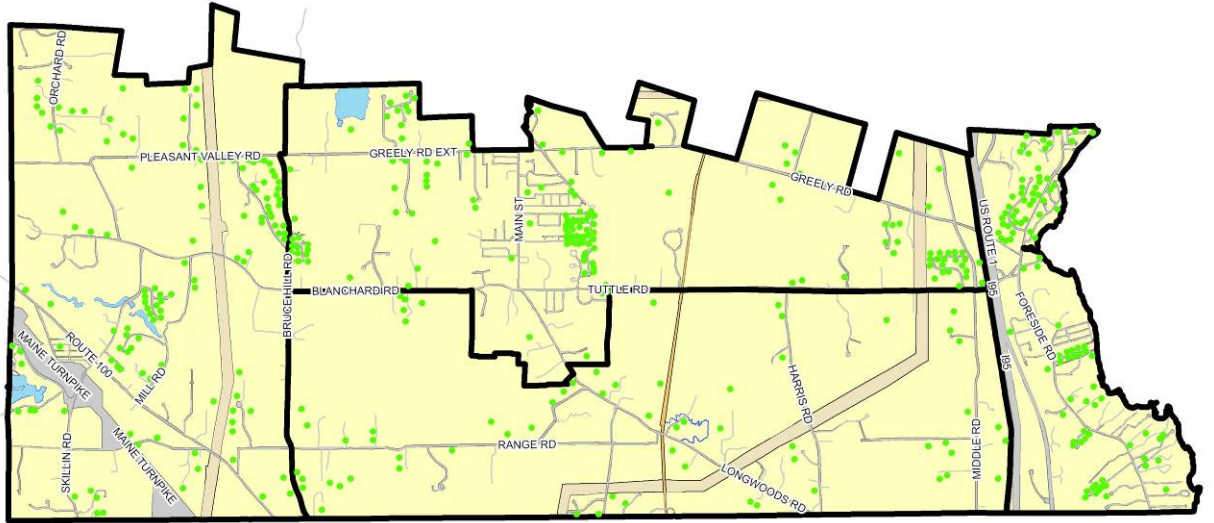 ORCHARD RD
PLEASANT VALLEY RD
GREELY RD EXT
MAIN ST
GREELY RD
US ROUTE 1
I95
BRUCE HILL RD
BLANCHARD RD
TUTTLE RD
FORESIDE RD
ROUTE 100
MAINE TURNPIKE
MILL RD
HARRIS RD
I95
SKILLIN RD
MAINE TURNPIKE
RANGE RD
LONGWOODS RD
MIDDLE RD